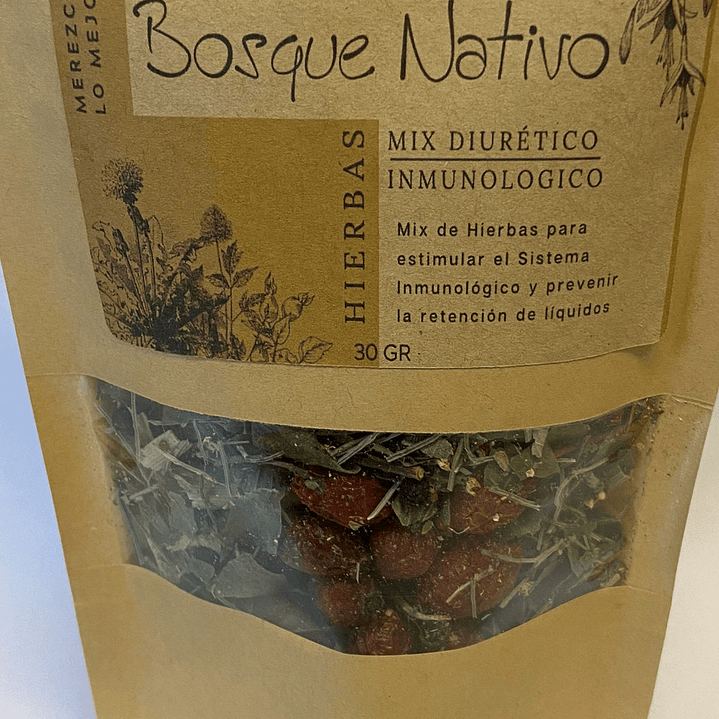 MEREZC
LO MEJO
Bosque Nativo
HIERBAS
MIX DIURÉTICO
INMUNOLOGICO
Mix de Hierbas para
estimular el Sistema
Inmunológico y prevenir
la retención de líquidos
30 GR